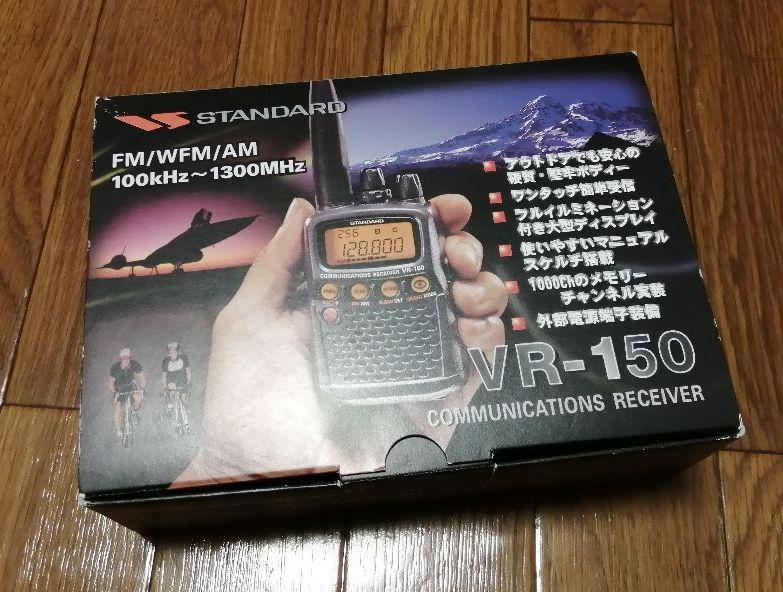 STANDARD
FM/WFM/AM
100kHz～1300MHz
STANDARD
256
128.800
COMMUNICATIONS RECEIVER VR-150
アウトドアでも安心の
硬質・堅牢ボディー
ワンタッチ簡単受信
フルイルミネーション
付き大型ディスプレイ
使いやすいマニュアル
スケルチ搭載
1000Chのメモリー
チャンネル実装
外部電源端子装備
VR-150
COMMUNICATIONS RECEIVER